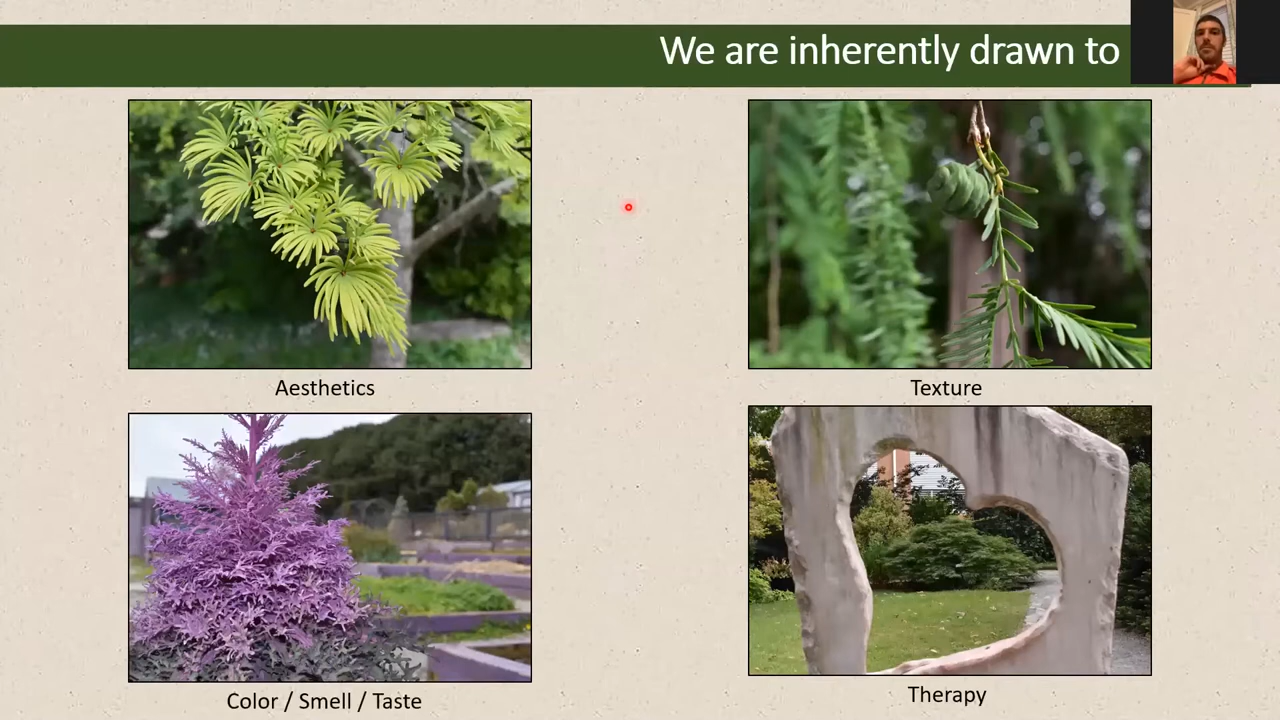 We are inherently drawn to
Aesthetics
Texture
Color / Smell / Taste
Therapy